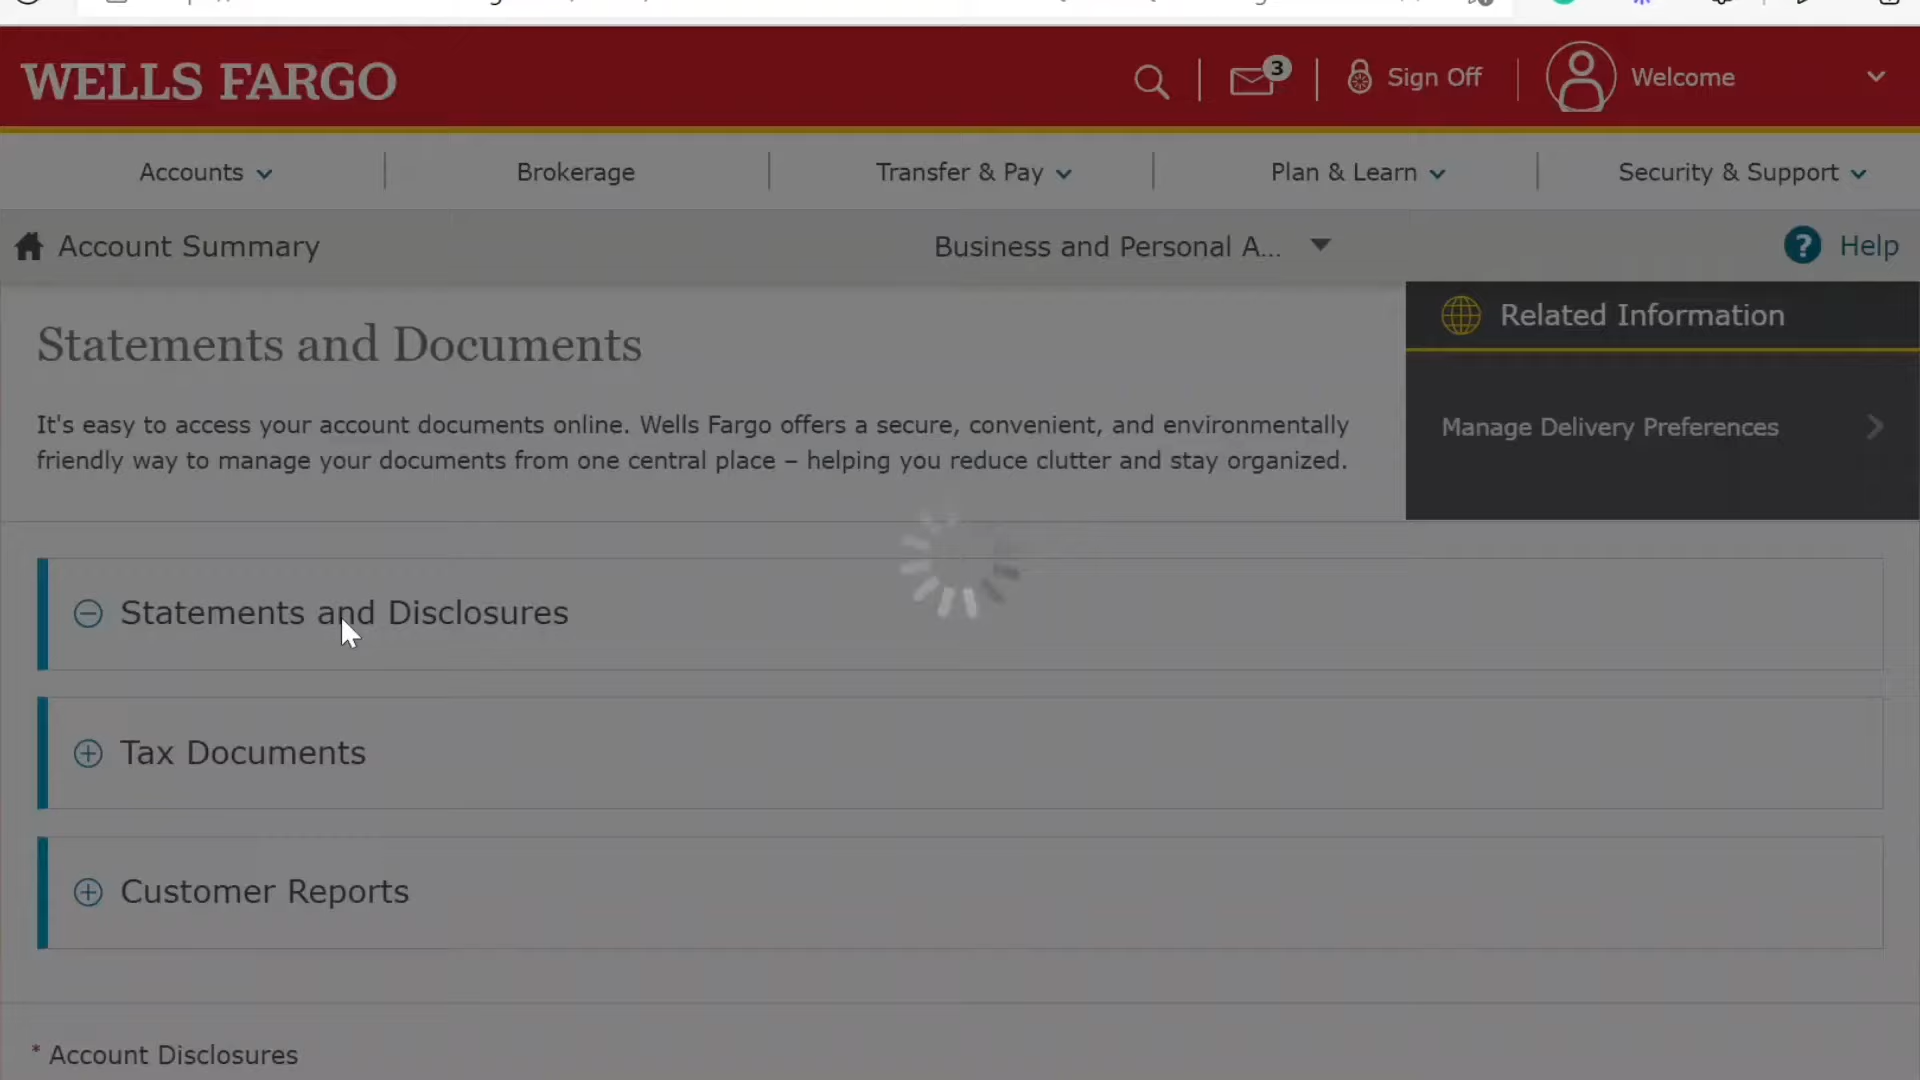 WELLS FARGO
3
Sign Off
Welcome
Accounts
Brokerage
Transfer & Pay
Plan & Learn
Security & Support
Account Summary
Business and Personal A...
? Help
Statements and Documents
Related Information
It's easy to access your account documents online. Wells Fargo offers a secure, convenient, and environmentally
friendly way to manage your documents from one central place – helping you reduce clutter and stay organized.
Manage Delivery Preferences
Statements and Disclosures
Tax Documents
Customer Reports
* Account Disclosures